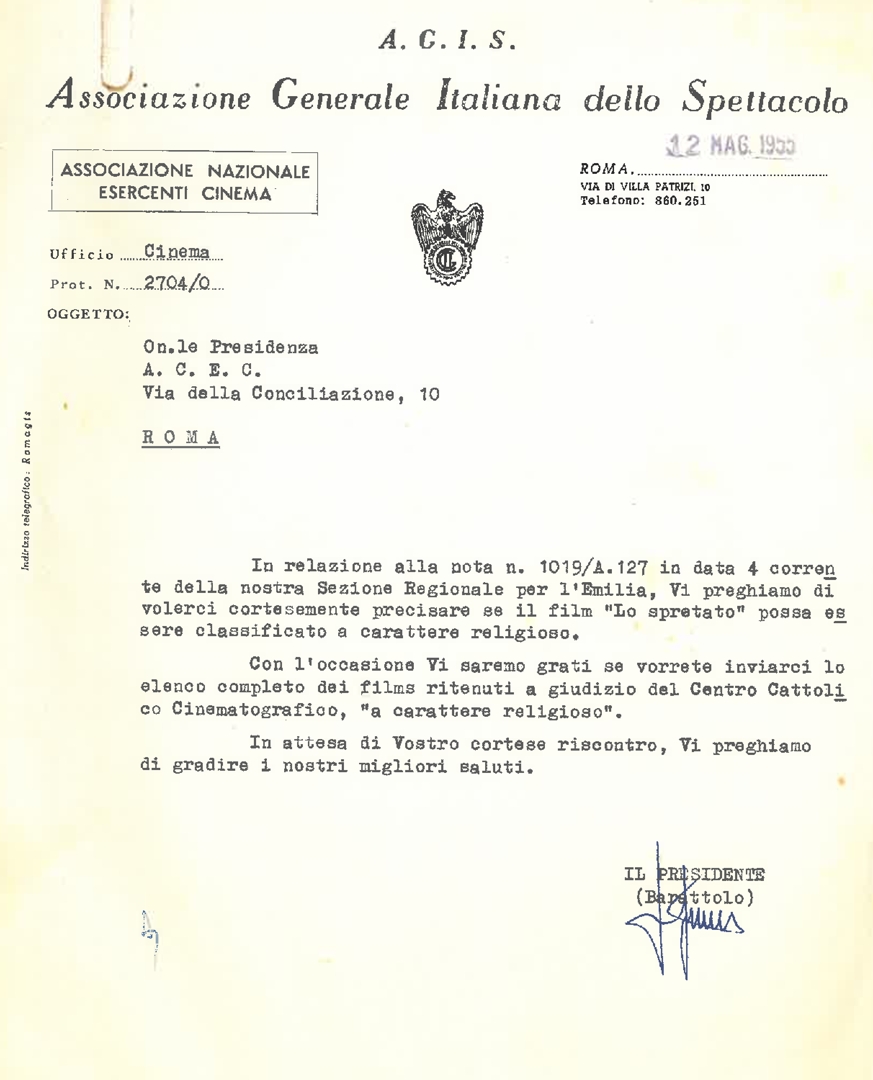 A. G. I. S.
Associazione Generale Italiana dello Spettacolo
ASSOCIAZIONE NAZIONALE
ESERCENTI CINEMA
12 MAG. 1955
ROMA,
VIA DI VILLA PATRIZI, 10
Telefono: 860.251
Ufficio Cinema
Prot. N. 2704/O
OGGETTO:
On.le Presidenza
A. C. E. C.
Via della Conciliazione, 10
R O M A
Indirizzo telegrafico: Romagis
In relazione alla nota n. 1019/A.127 in data 4 corren
te della nostra Sezione Regionale per l'Emilia, Vi preghiamo di
volerci cortesemente precisare se il film "Lo spretato" possa es
sere classificato a carattere religioso.
Con l'occasione Vi saremo grati se vorrete inviarci lo
elenco completo dei films ritenuti a giudizio del Centro Cattoli
co Cinematografico, "a carattere religioso".
In attesa di Vostro cortese riscontro, Vi preghiamo
di gradire i nostri migliori saluti.
IL PRESIDENTE
(Barattolo)